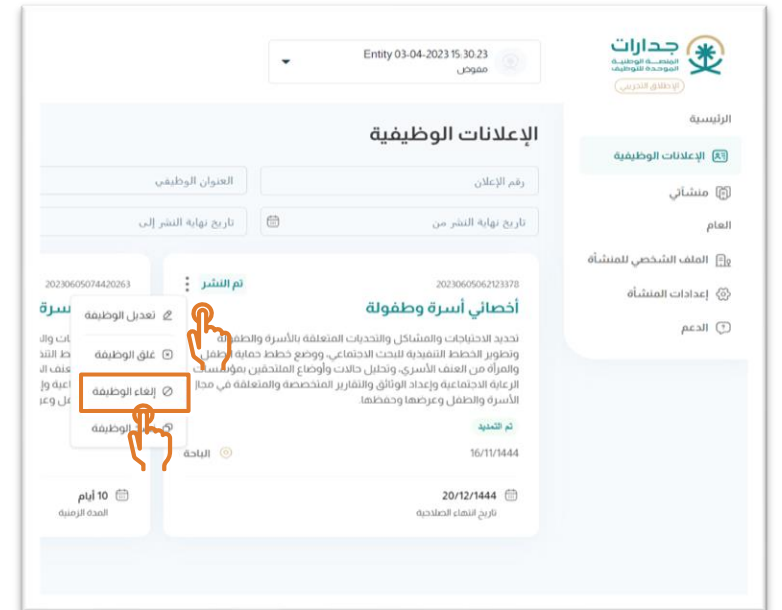 جدارات
المنصة الوطنية
الموحدة للتوظيف
(الإطلاق التجريبي)
Entity 03-04-2023 15:30:23
مفوض
الرئيسية
الإعلانات الوظيفية
منشآتي
العام
الملف الشخصي للمنشأة
إعدادات المنشأة
الدعم
الإعلانات الوظيفية
رقم الإعلان
العنوان الوظيفي
تاريخ نهاية النشر من
تاريخ نهاية النشر إلى
20230605062123378
تم النشر
أخصائي أسرة وطفولة
تحديد الاحتياجات والمشاكل والتحديات المتعلقة بالأسرة والطفولة
وتطوير الخطط التنفيذية للبحث الاجتماعي، ووضع خطط حماية الطفل
والمرأة من العنف الأسري، وتحليل حالات وأوضاع الملتحقين بمؤسسات
الرعاية الاجتماعية وإعداد الوثائق والتقارير المتخصصة والمتعلقة في مجال
الأسرة والطفل وعرضها وحفظها.
تم التمديد
16/11/1444
الباحة
20/12/1444
تاريخ انتهاء الصلاحية
تعديل الوظيفة
غلق الوظيفة
إلغاء الوظيفة
الوظيفة
20230605074420263
10 أيام
المدة الزمنية